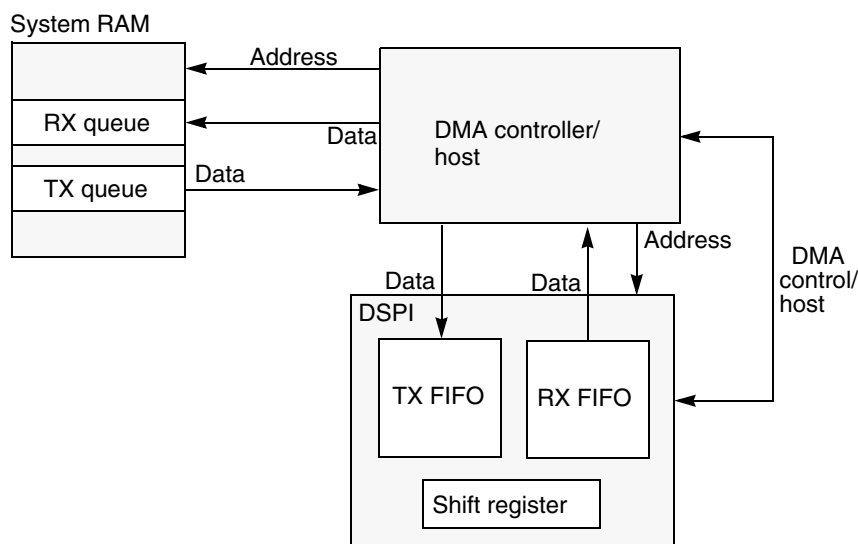 System RAM
Address
RX queue
Data
DMA controller/
host
TX queue
Data
Address
DMA
control/
host
Data
Data
DSPI
TX FIFO
RX FIFO
Shift register